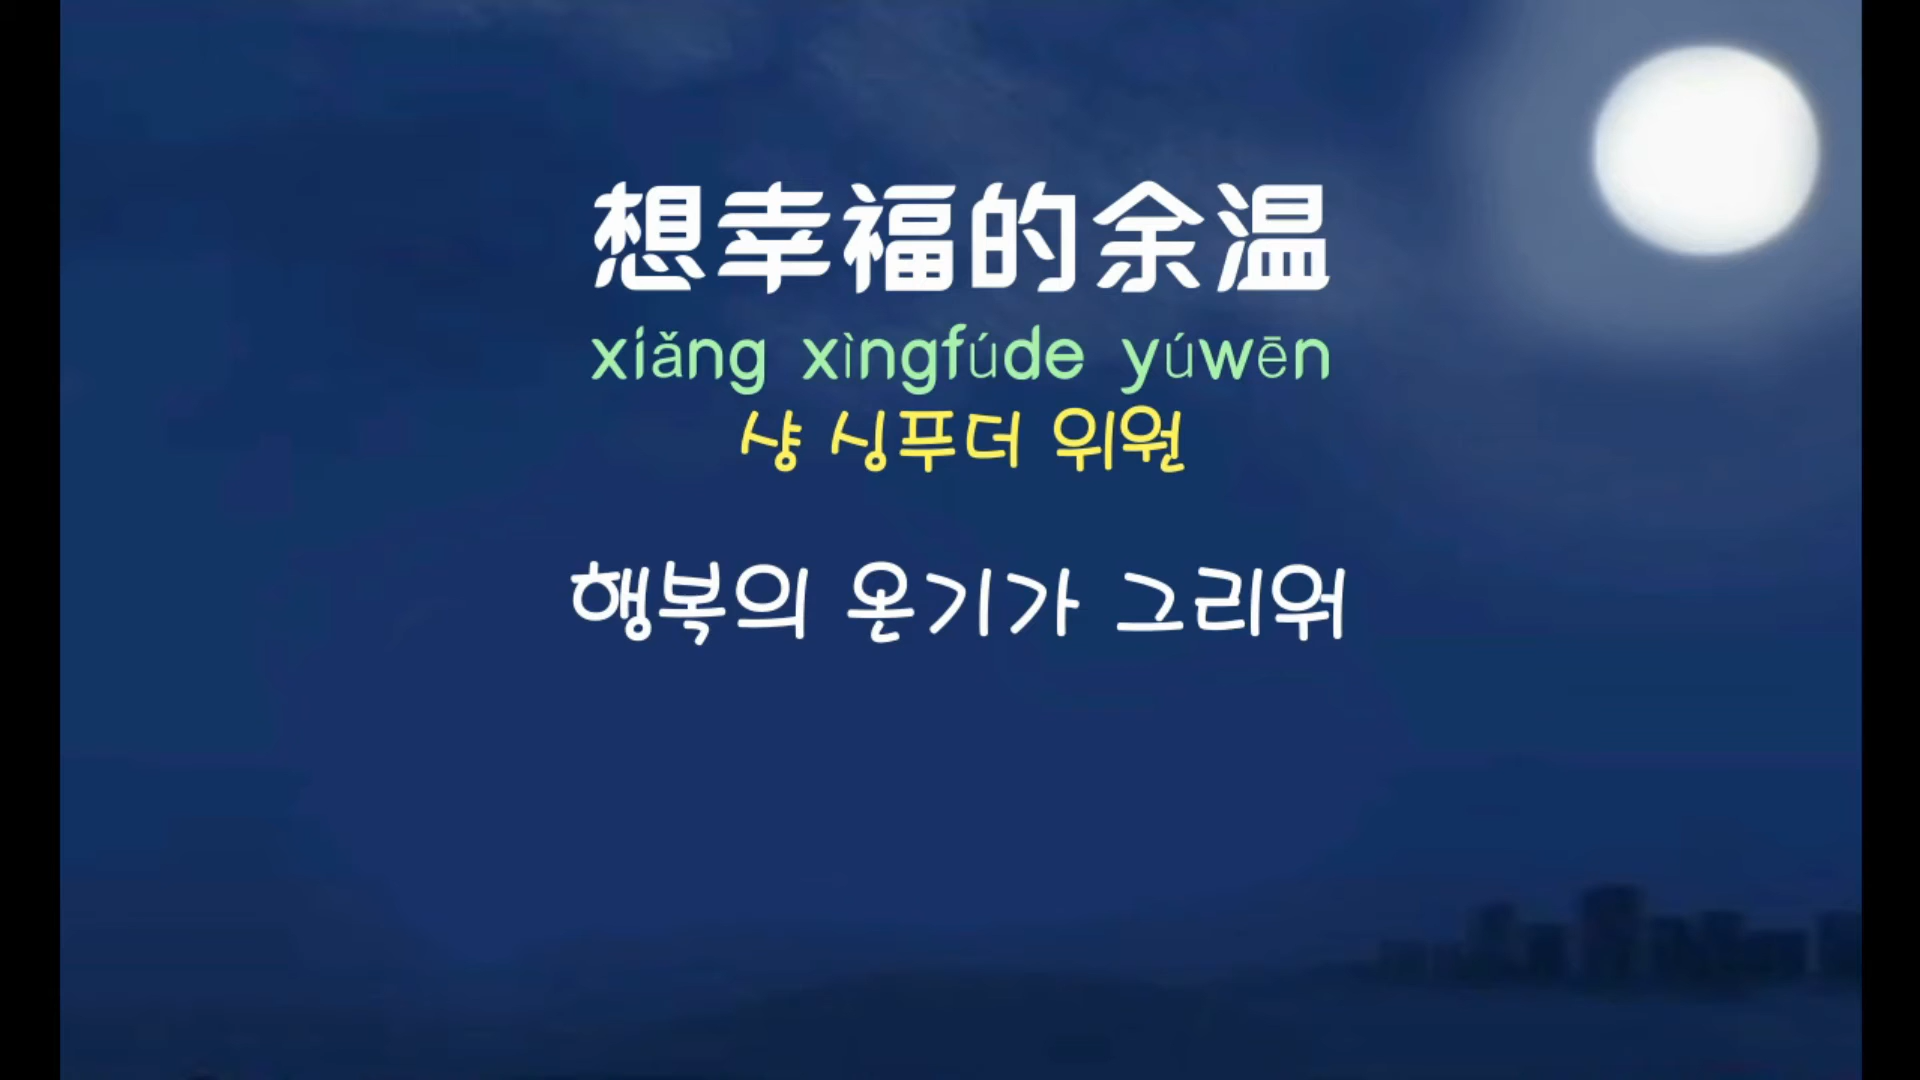 想幸福的余温
xiǎng xìngfúde yúwēn
샹 싱푸더 위원
행복의 온기가 그리워